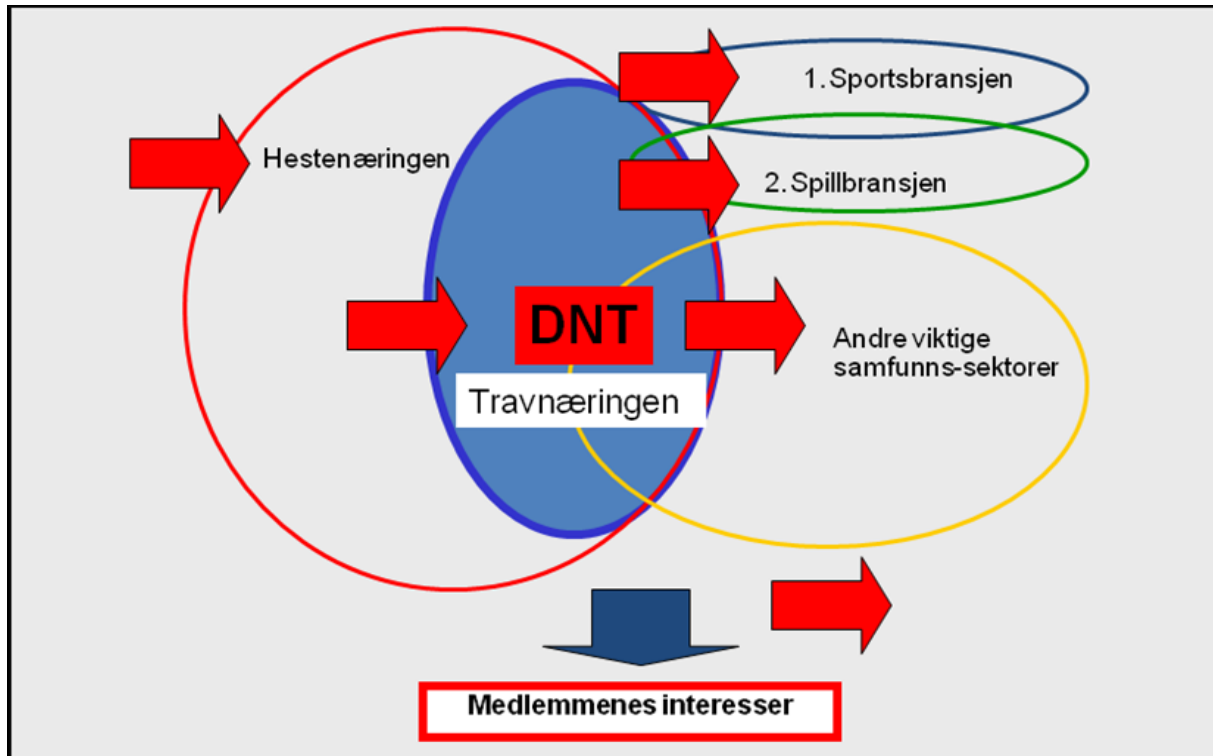 1. Sportsbransjen
Hestenæringen
2. Spillbransjen
DNT
Travnæringen
Andre viktige
samfunns-sektorer
Medlemmenes interesser